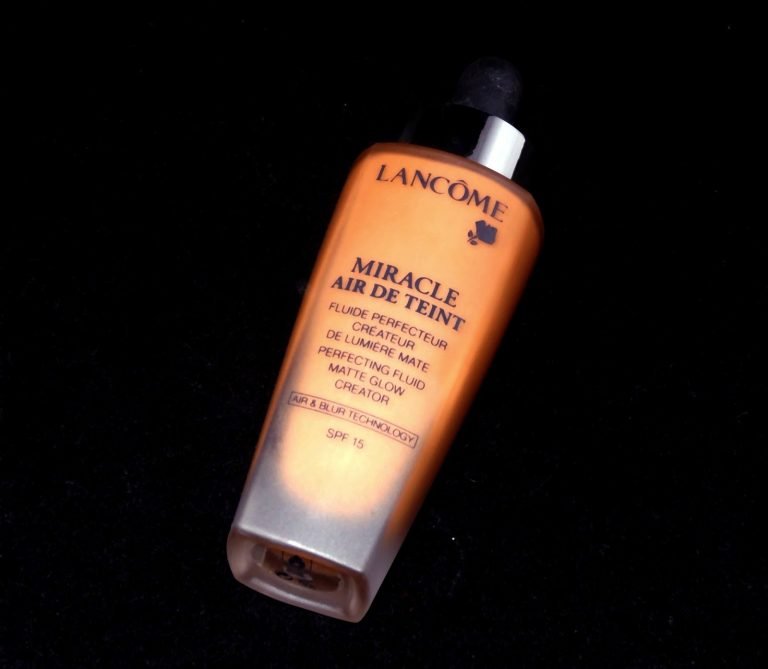 LANCÔME
MIRACLE
AIR DE TEINT
FLUIDE PERFECTEUR
CRÉATEUR
DE LUMIÈRE MATE
PERFECTING FLUID
MATTE GLOW
CREATOR
AIR & BLUR TECHNOLOGY
SPF 15